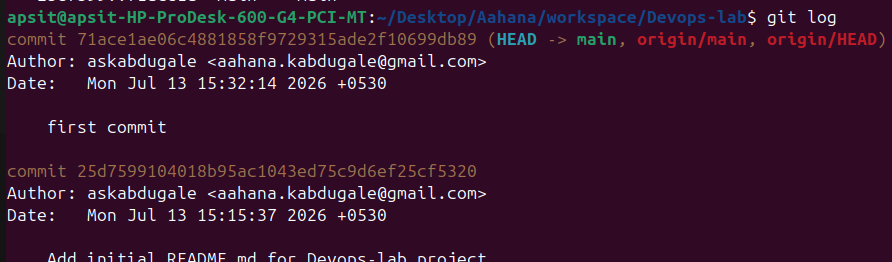 apsit@apsit-HP-ProDesk-600-G4-PCI-MT:~/Desktop/Aahana/workspace/Devops-lab$ git log
commit 71ace1ae06c4881858f9729315ade2f10699db89 (HEAD -> main, origin/main, origin/HEAD)
Author: askabdugale <aahana.kabdugale@gmail.com>
Date:   Mon Jul 13 15:32:14 2026 +0530
    first commit
commit 25d7599104018b95ac1043ed75c9d6ef25cf5320
Author: askabdugale <aahana.kabdugale@gmail.com>
Date:   Mon Jul 13 15:15:37 2026 +0530
    Add initial README.md for Devops-lab project